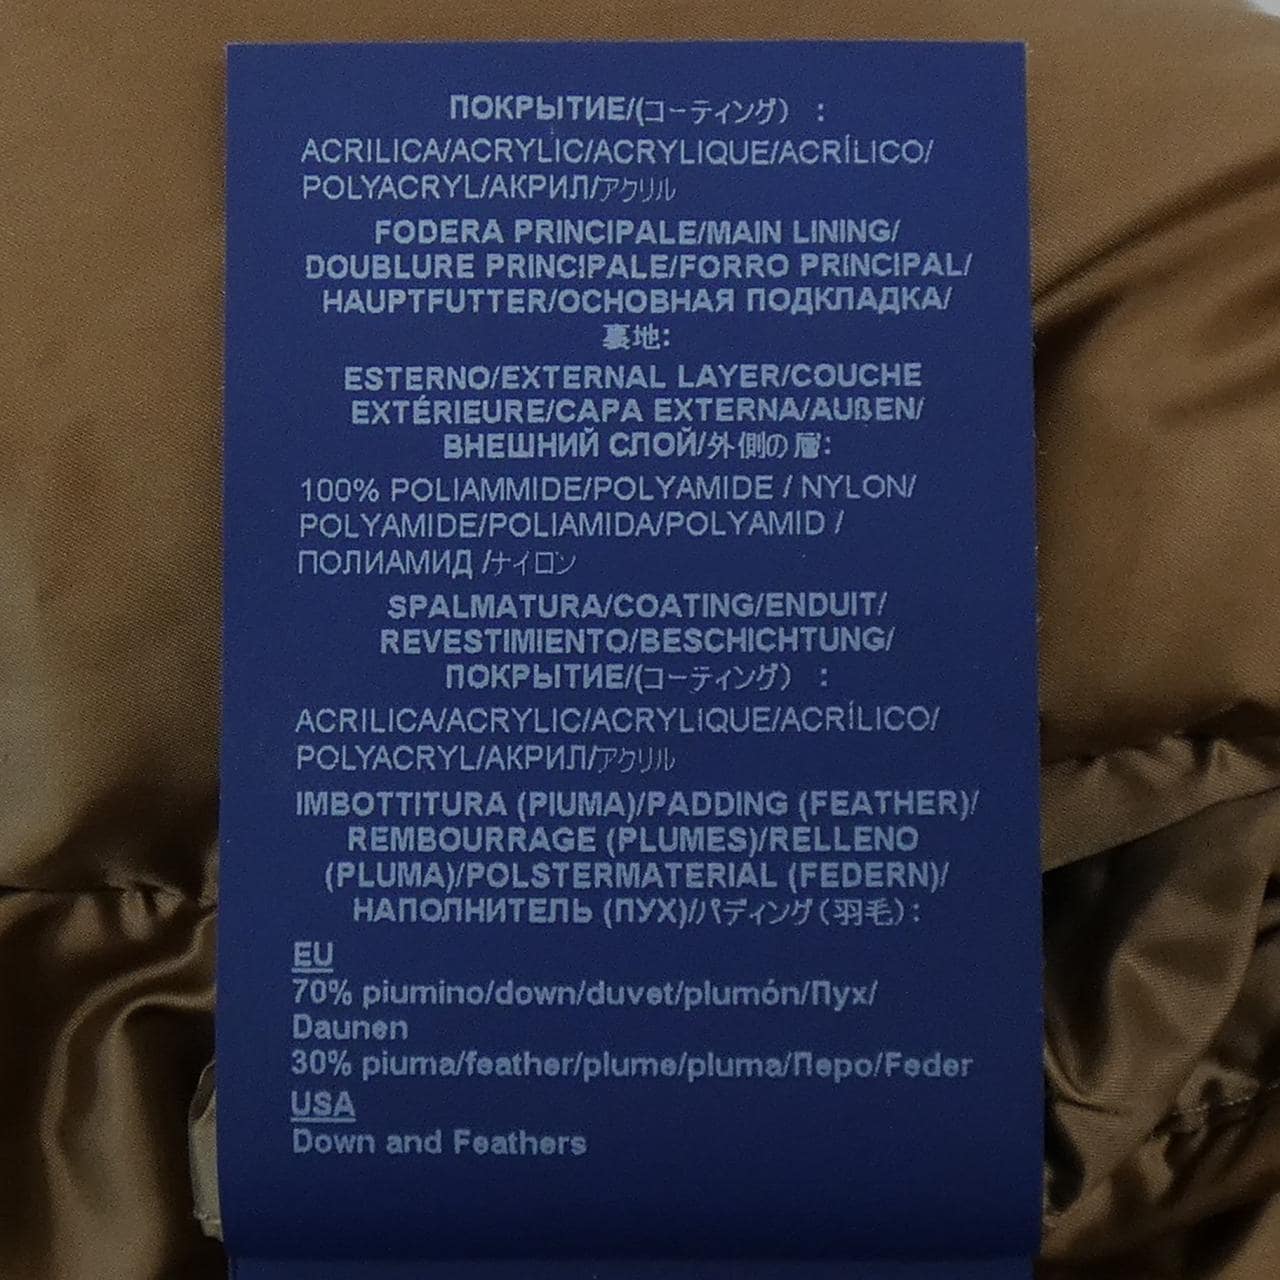 ПОКРЫТИЕ/(コーティング） :
ACRILICA/ACRYLIC/ACRYLIQUE/ACRÍLICO/
POLYACRYL/АКРИЛ/アクリル
FODERA PRINCIPALE/MAIN LINING/
DOUBLURE PRINCIPALE/FORRO PRINCIPAL/
HAUPTFUTTER/ОСНОВНАЯ ПОДКЛАДКА/
裏地:
ESTERNO/EXTERNAL LAYER/COUCHE
EXTÉRIEURE/CAPA EXTERNA/AUßEN/
ВНЕШНИЙ СЛОЙ/外側の層:
100% POLIAMMIDE/POLYAMIDE / NYLON/
POLYAMIDE/POLIAMIDA/POLYAMID /
ПОЛИАМИД /ナイロン
SPALMATURA/COATING/ENDUIT/
REVESTIMIENTO/BESCHICHTUNG/
ПОКРЫТИЕ/(コーティング） :
ACRILICA/ACRYLIC/ACRYLIQUE/ACRÍLICO/
POLYACRYL/АКРИЛ/アクリル
IMBOTTITURA (PIUMA)/PADDING (FEATHER)/
REMBOURRAGE (PLUMES)/RELLENO
(PLUMA)/POLSTERMATERIAL (FEDERN)/
НАПОЛНИТЕЛЬ (ПУХ)/パディング（羽毛）:
EU
70% piumino/down/duvet/plumón/Пух/
Daunen
30% piuma/feather/plume/pluma/Перо/Feder
USA
Down and Feathers